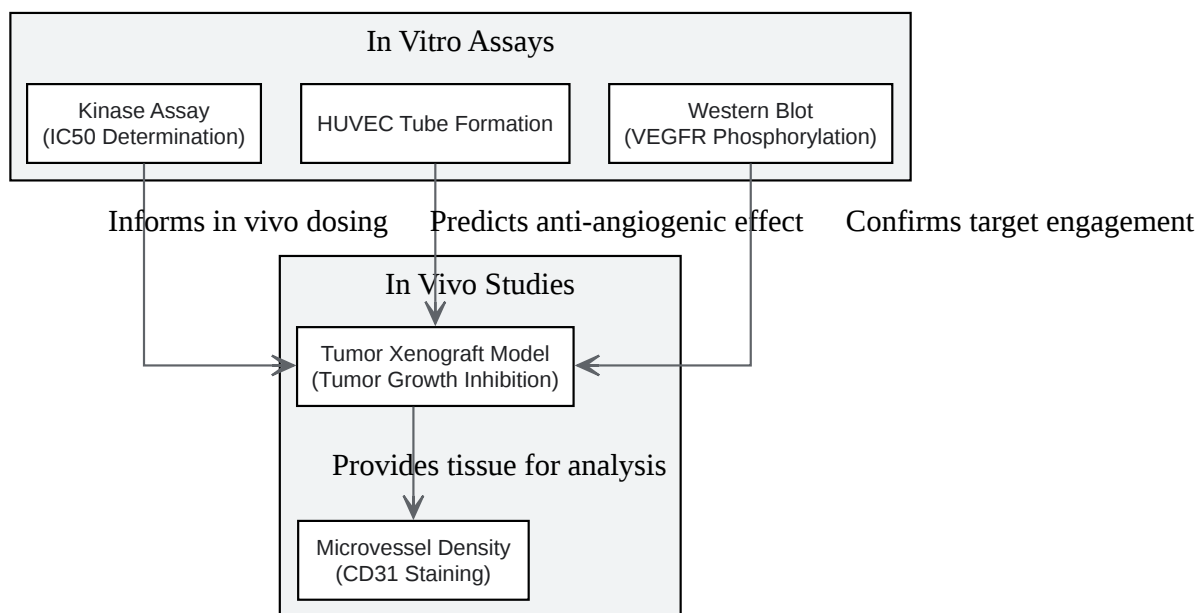 In Vitro Assays
Kinase Assay
(IC50 Determination)
HUVEC Tube Formation
Western Blot
(VEGFR Phosphorylation)
Informs in vivo dosing
Predicts anti-angiogenic effect
Confirms target engagement
In Vivo Studies
Tumor Xenograft Model
(Tumor Growth Inhibition)
Provides tissue for analysis
Microvessel Density
(CD31 Staining)